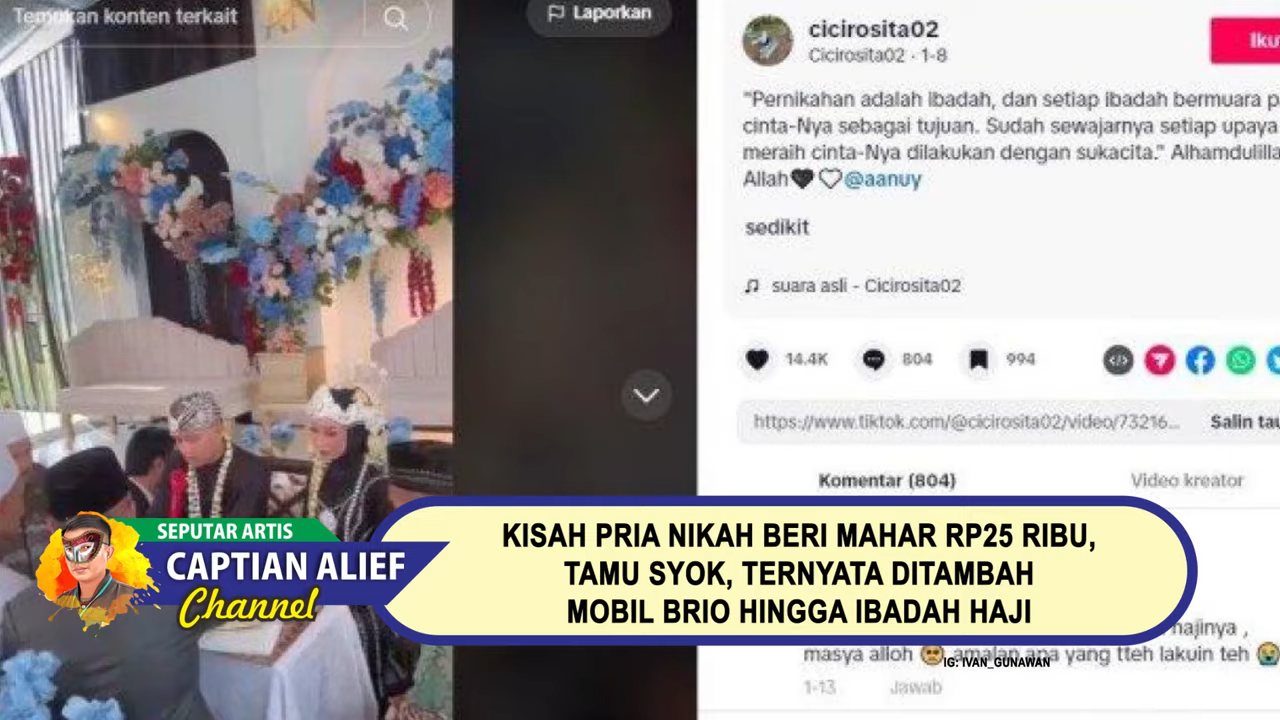 Temukan konten terkait
Laporkan
cicirosita02
Cicirosita02 · 1-8
Iku
"Pernikahan adalah ibadah, dan setiap ibadah bermuara p
cinta-Nya sebagai tujuan. Sudah sewajarnya setiap upaya
meraih cinta-Nya dilakukan dengan sukacita." Alhamdulilla
Allah🖤🤍@aanuy
sedikit
suara asli - Cicirosita02
14.4K
804
994
https://www.tiktok.com/@cicirosita02/video/73216...
Salin tau
Komentar (804)
Video kreator
SEPUTAR ARTIS
CAPTIAN ALIEF
Channel
KISAH PRIA NIKAH BERI MAHAR RP25 RIBU,
TAMU SYOK, TERNYATA DITAMBAH
MOBIL BRIO HINGGA IBADAH HAJI
hajinya ,
masya alloh 🥺 amalan apa yang tteh lakuin teh 😭
IG: IVAN_GUNAWAN
1-13
Jawab